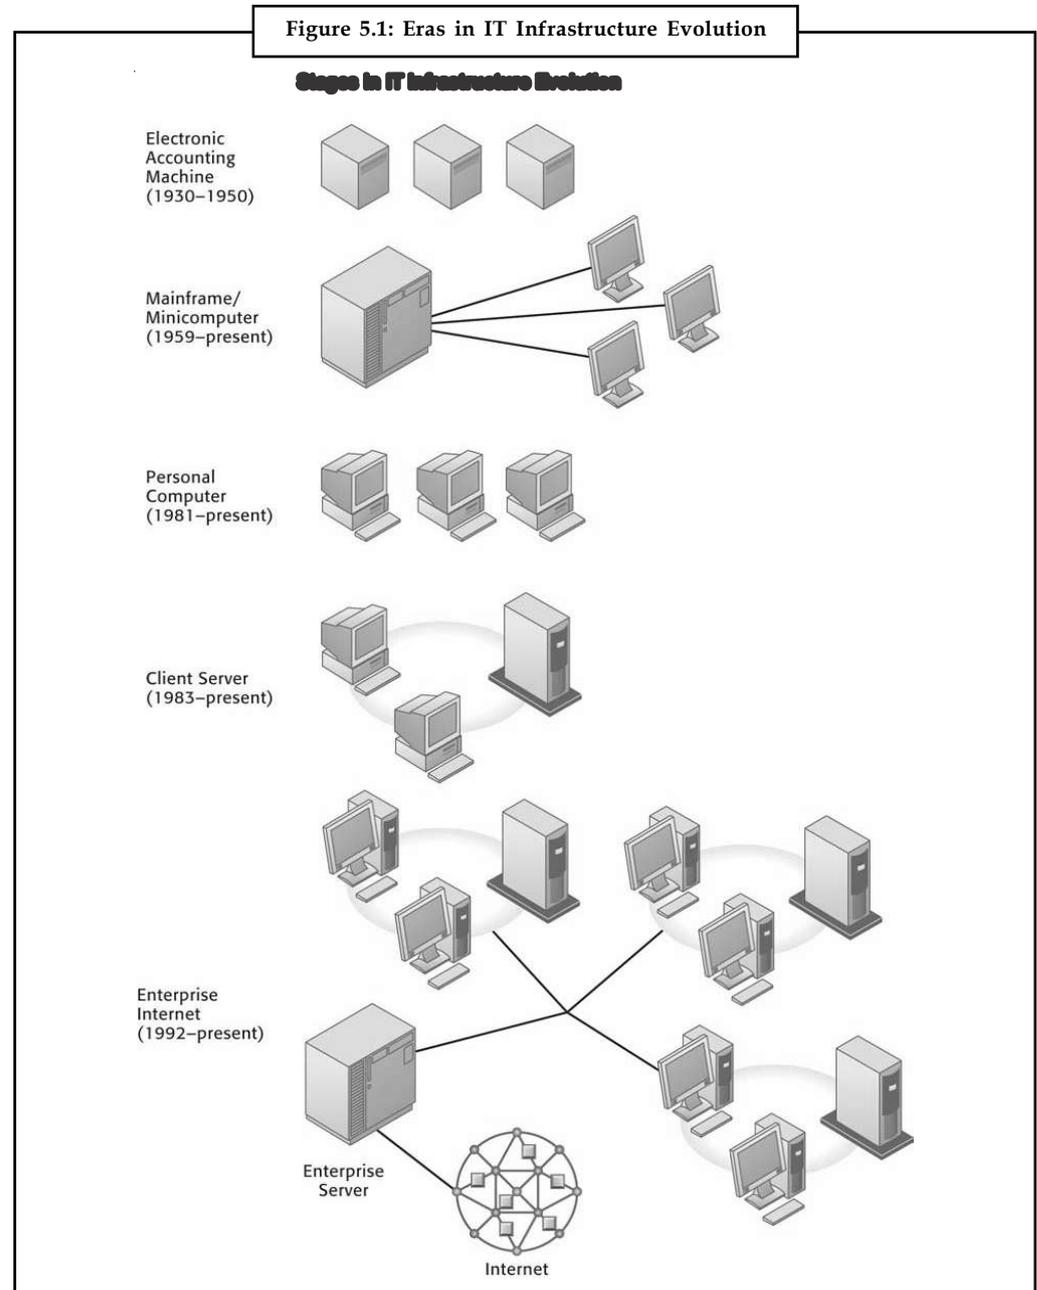 Figure 5.1: Eras in IT Infrastructure Evolution
Stages in IT Infrastructure Evolution
Electronic
Accounting
Machine
(1930–1950)
Mainframe/
Minicomputer
(1959–present)
Personal
Computer
(1981–present)
Client Server
(1983–present)
Enterprise
Internet
(1992–present)
Enterprise
Server
Internet